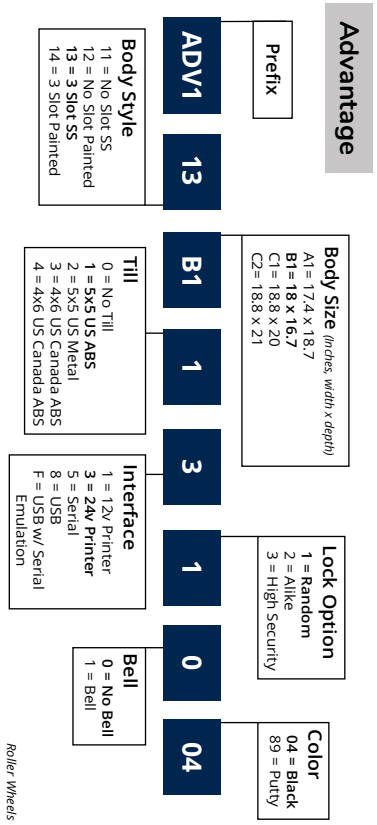 Advantage
Prefix
Body Size (Inches, width x depth)
A1= 17.4 x 18.7
B1= 18 x 16.7
C1= 18.8 x 20
C2= 18.8 x 21
Lock Option
1 = Random
2 = Alike
3 = High Security
Color
04 = Black
89 = Putty
ADV1 13 B1 1 3 1 0 04
Body Style
11 = No Slot SS
12 = No Slot Painted
13 = 3 Slot SS
14 = 3 Slot Painted
Till
0 = No Till
1 = 5x5 US ABS
2 = 5x5 US Metal
3 = 4x6 US Canada ABS
4 = 4x6 US Canada ABS
Interface
1 = 12v Printer
3 = 24v Printer
5 = Serial
8 = USB
F = USB w/ Serial
Emulation
Bell
0 = No Bell
1 = Bell
Roller Wheels